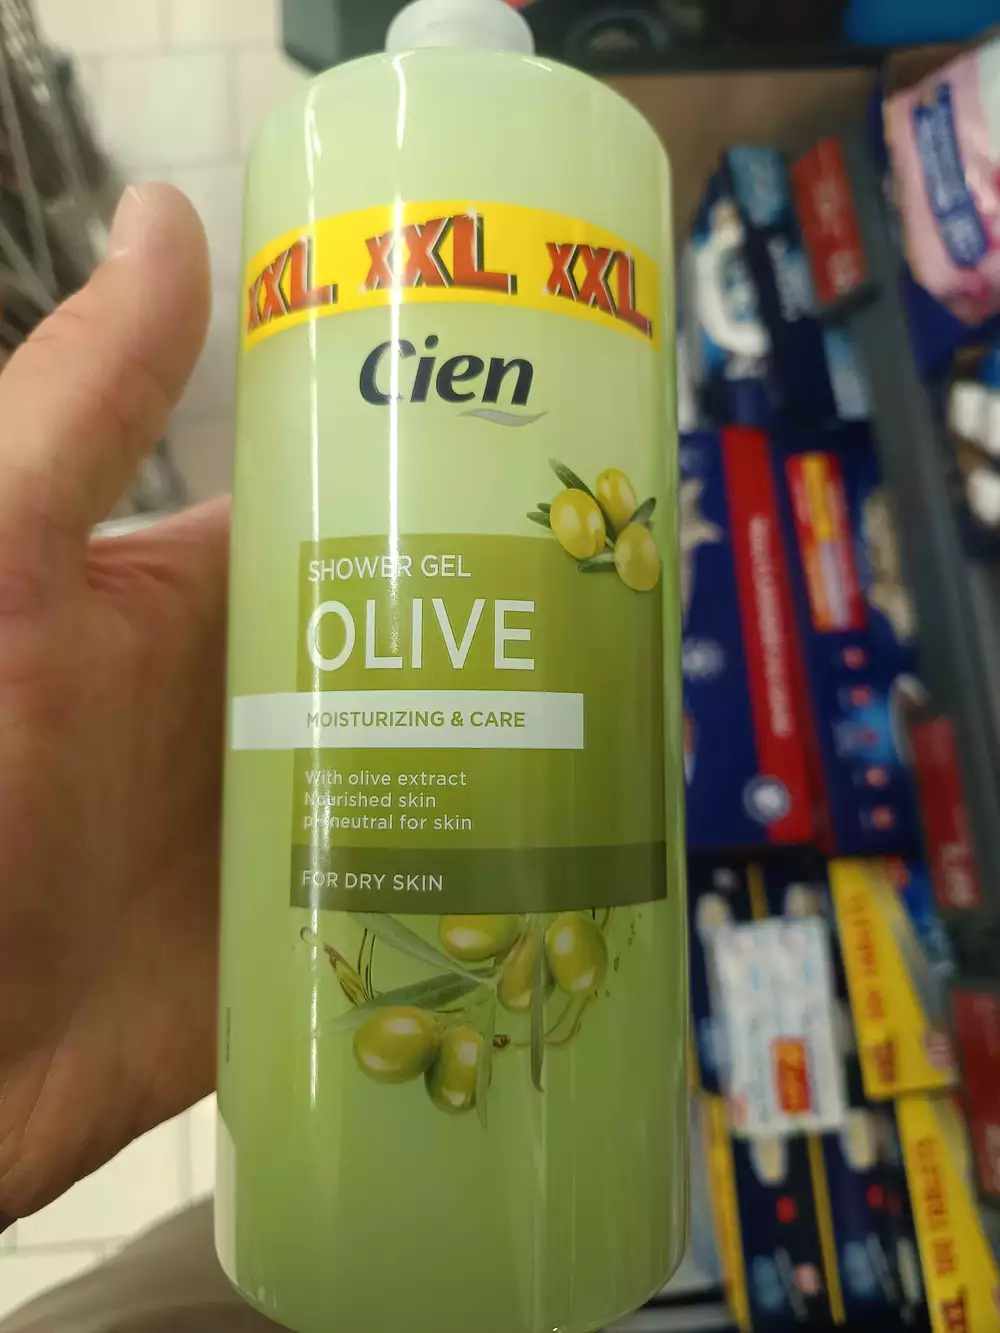 XXL XXL XXL
Cien
SHOWER GEL
OLIVE
MOISTURIZING & CARE
With olive extract
Nourished skin
pH neutral for skin
FOR DRY SKIN